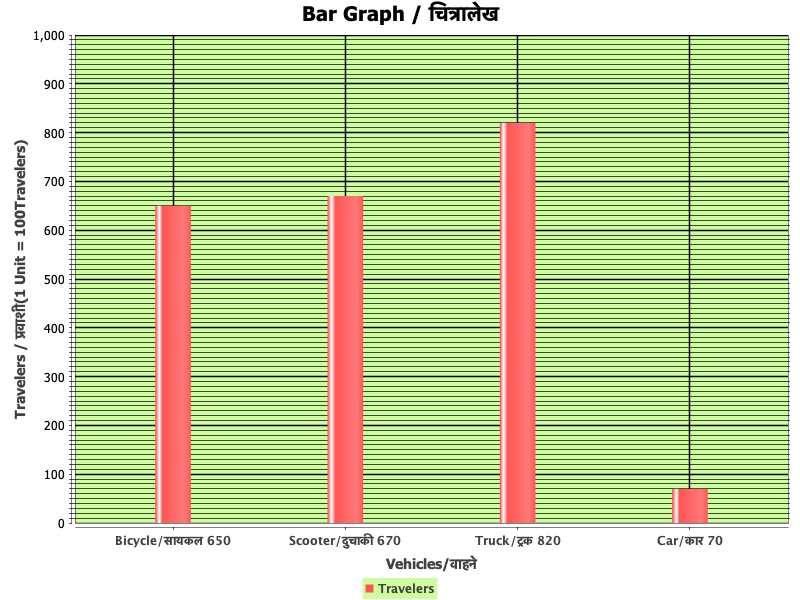 Bar Graph / चित्रालेख
Travelers / प्रवाशी(1 Unit = 100Travelers)
1,000
900
800
700
600
500
400
300
200
100
0
Bicycle/सायकल 650
Scooter/दुचाकी 670
Truck/ट्रक 820
Car/कार 70
Vehicles/वाहने
Travelers